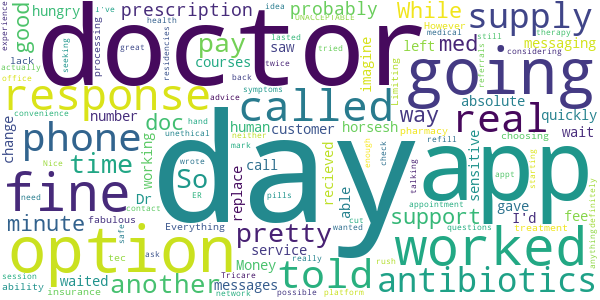 hungry prescription probably While supply
good processing pay courses saw imagine left med messaging
doctor going
response called way real
lack change number doc human customer horsesh absolute quickly
phone working So replace able sensitive wait choosing
fine time Dr day app
minute call recieved support gave I'd fee
option told worked
another pretty service antibiotics
waited messages Money
ability insurance tec session
health idea UNACCEPTABLE I've However still therapy medical
experience seeking residencies great tried Limiting considering
actually lasted twice back referrals
office symptoms advice convenience unethical hand neither pharmacy
wrote mark refill enough starting appt
Nice need contact ER pills check talking anything definitely
Everything safe ask cut wanted appointment questions treatment
really rush network Tricare possible platform